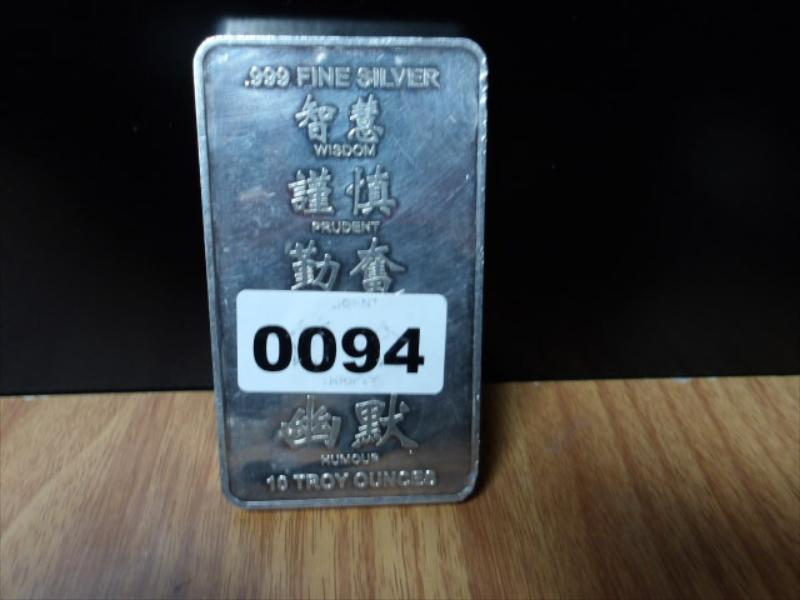 .999 FINE SILVER
智慧
WISDOM
謹慎
PRUDENT
勤奮
0094
幽默
HUMOUR
10 TROY OUNCES